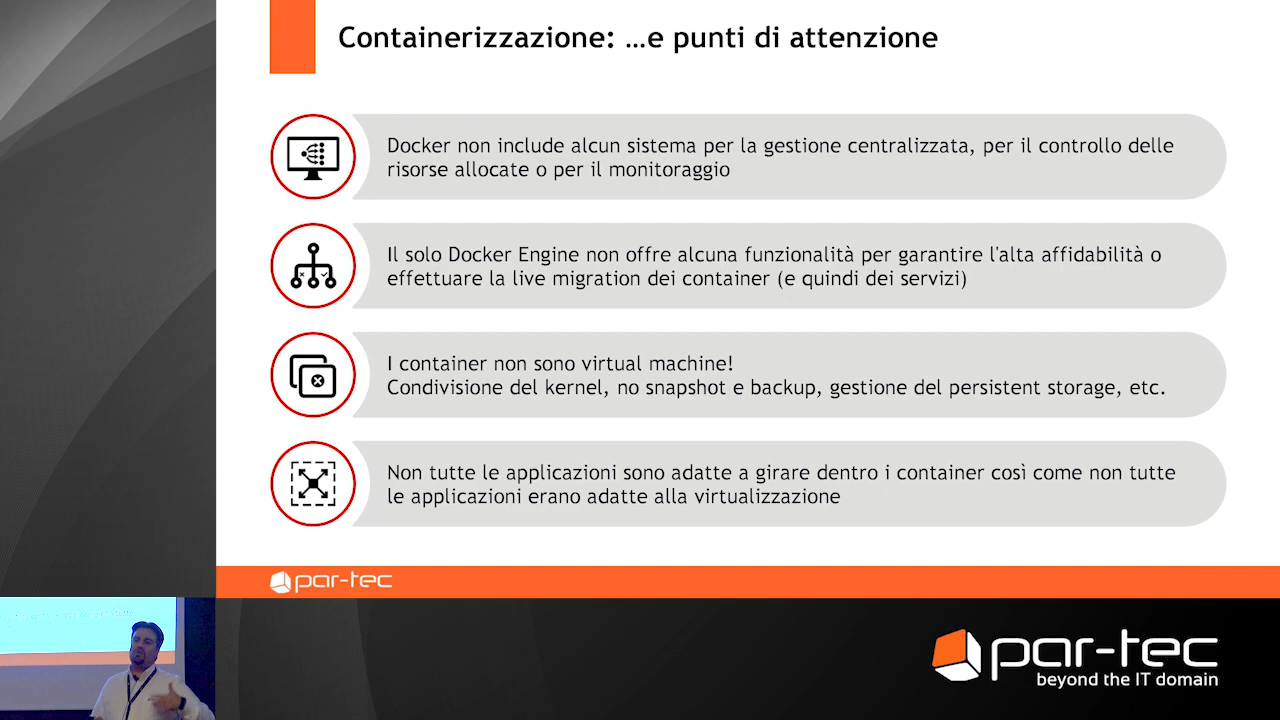 Containerizzazione: ...e punti di attenzione
Docker non include alcun sistema per la gestione centralizzata, per il controllo delle
risorse allocate o per il monitoraggio
Il solo Docker Engine non offre alcuna funzionalità per garantire l'alta affidabilità o
effettuare la live migration dei container (e quindi dei servizi)
I container non sono virtual machine!
Condivisione del kernel, no snapshot e backup, gestione del persistent storage, etc.
Non tutte le applicazioni sono adatte a girare dentro i container così come non tutte
le applicazioni erano adatte alla virtualizzazione
par-tec
par-tec
beyond the IT domain